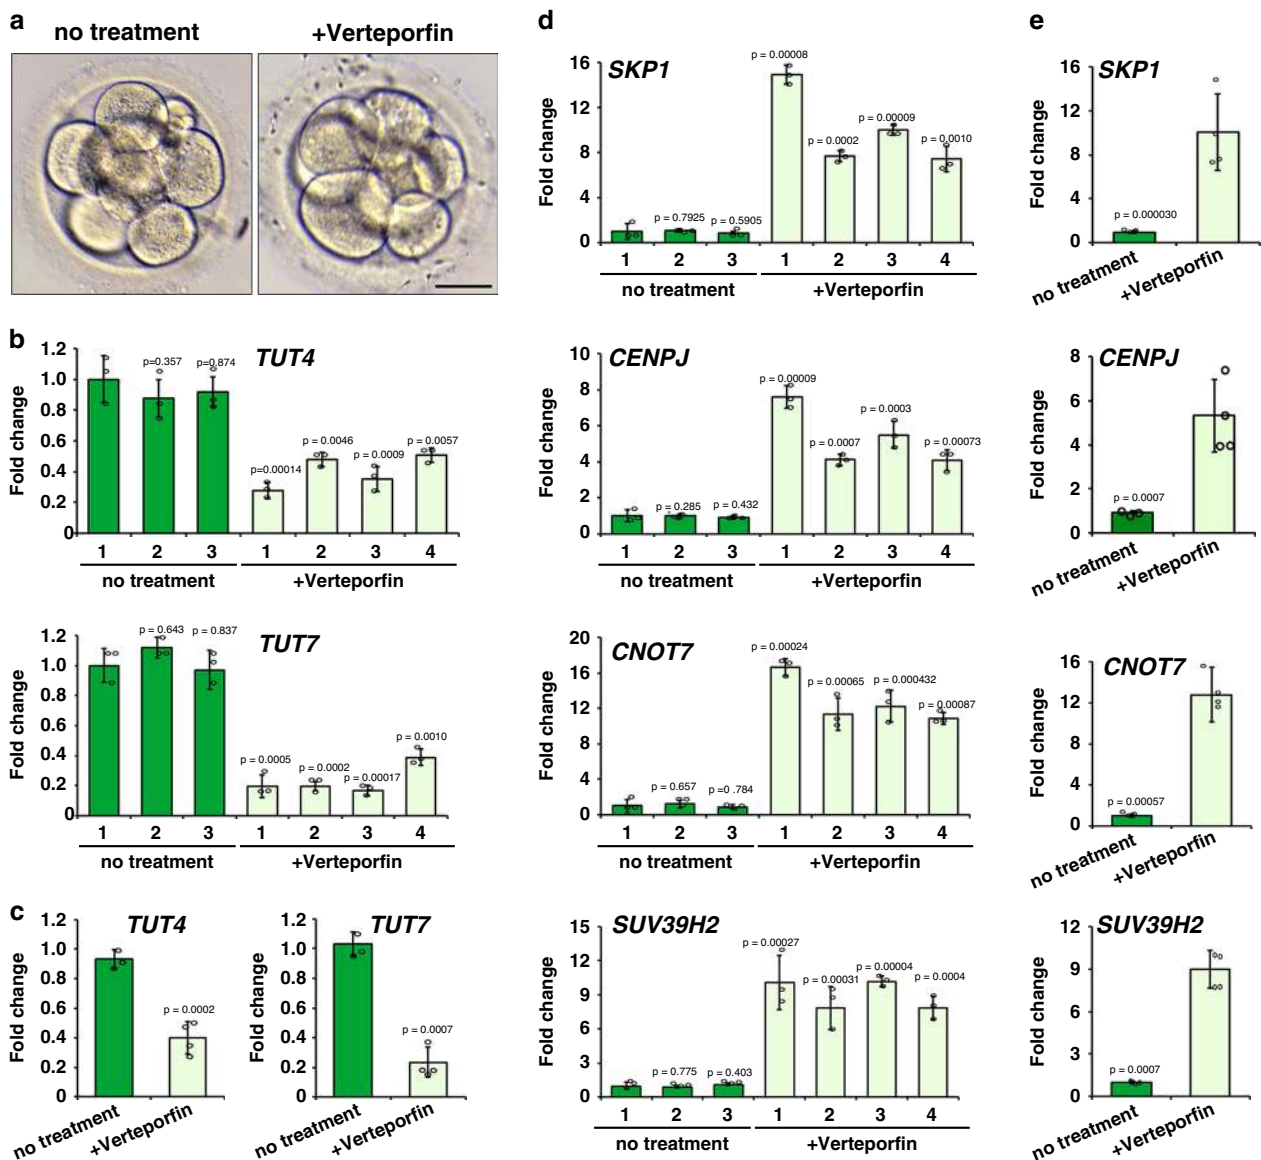 a
no treatment
+Verteporfin
b
TUT4
Fold change
1.2
1.0
0.8
0.6
0.4
0.2
0
p=0.357
p=0.874
p=0.00014
p = 0.0046
p = 0.0009
p = 0.0057
1 2 3 1 2 3 4
no treatment +Verteporfin
TUT7
Fold change
1.2
1.0
0.8
0.6
0.4
0.2
0
p = 0.643
p = 0.837
p = 0.0005
p = 0.0002
p = 0.00017
p = 0.0010
1 2 3 1 2 3 4
no treatment +Verteporfin
c
TUT4
Fold change
1.2
1.0
0.8
0.6
0.4
0.2
0
p = 0.0002
no treatment
+Verteporfin
TUT7
Fold change
1.2
1.0
0.8
0.6
0.4
0.2
0
p = 0.0007
no treatment
+Verteporfin
d
SKP1
Fold change
16
12
8
4
0
p = 0.7925
p = 0.5905
p = 0.00008
p = 0.0002
p = 0.00009
p = 0.0010
1 2 3 1 2 3 4
no treatment +Verteporfin
CENPJ
Fold change
10
8
6
4
2
0
p = 0.285
p = 0.432
p = 0.00009
p = 0.0007
p = 0.0003
p = 0.00073
1 2 3 1 2 3 4
no treatment +Verteporfin
CNOT7
Fold change
20
16
12
8
4
0
p = 0.657
p =0 .784
p = 0.00024
p = 0.00065
p = 0.000432
p = 0.00087
1 2 3 1 2 3 4
no treatment +Verteporfin
SUV39H2
Fold change
15
12
9
6
3
0
p = 0.775
p = 0.403
p = 0.00027
p = 0.00031
p = 0.00004
p = 0.0004
1 2 3 1 2 3 4
no treatment +Verteporfin
e
SKP1
Fold change
16
12
8
4
0
p = 0.000030
no treatment
+Verteporfin
CENPJ
Fold change
8
6
4
2
0
p = 0.0007
no treatment
+Verteporfin
CNOT7
Fold change
16
12
8
4
0
p = 0.00057
no treatment
+Verteporfin
SUV39H2
Fold change
12
9
6
3
0
p = 0.0007
no treatment
+Verteporfin